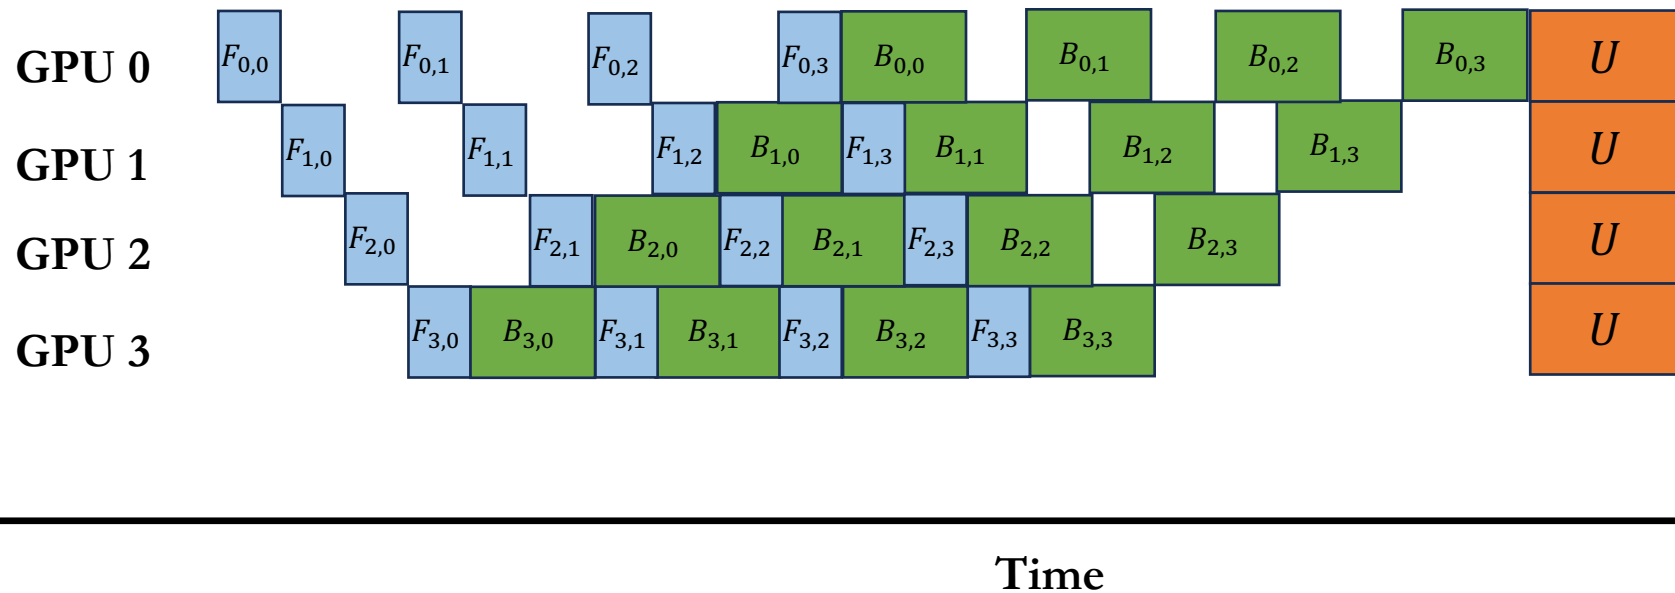 GPU 0 F0,0 F0,1 F0,2 F0,3 B0,0 B0,1 B0,2 B0,3 U
GPU 1 F1,0 F1,1 F1,2 B1,0 F1,3 B1,1 B1,2 B1,3 U
GPU 2 F2,0 F2,1 B2,0 F2,2 B2,1 F2,3 B2,2 B2,3 U
GPU 3 F3,0 B3,0 F3,1 B3,1 F3,2 B3,2 F3,3 B3,3 U
Time